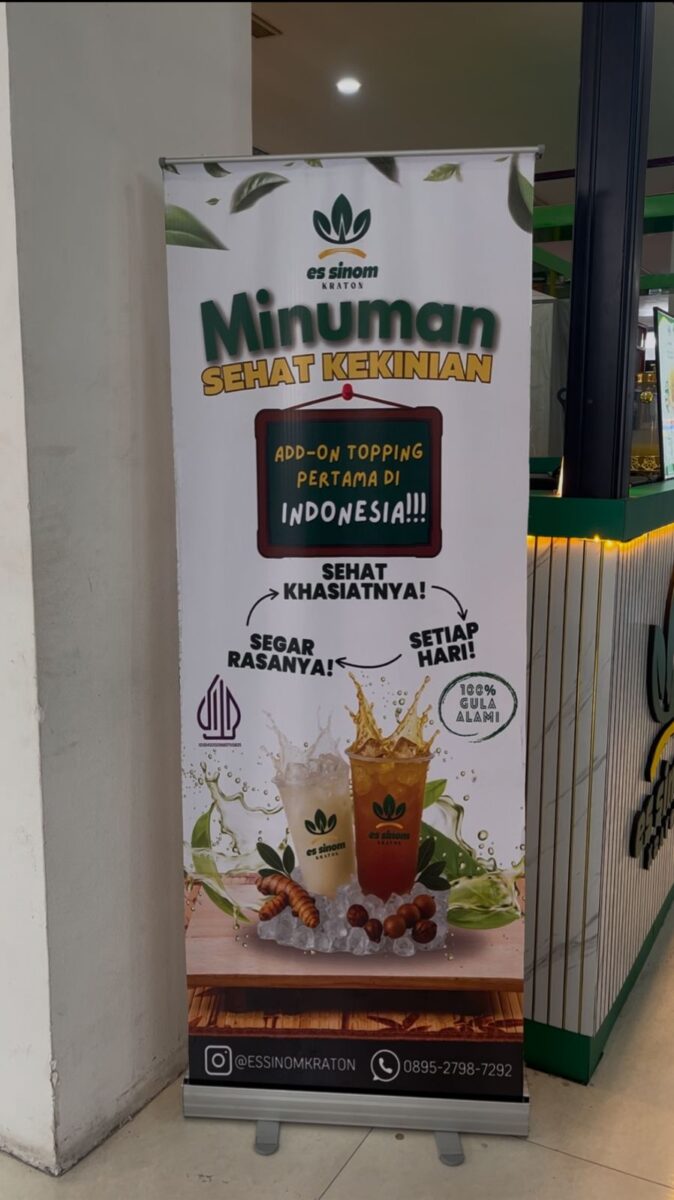 es sinom
KRATON
Minuman
SEHAT KEKINIAN
ADD-ON TOPPING
PERTAMA DI
INDONESIA!!!
SEHAT
KHASIATNYA!
SETIAP
HARI!
SEGAR
RASANYA!
100%
GULA
ALAMI
es sinom
KRATON
es sinom
KRATON
@ESSINOMKRATON
0895-2798-7292